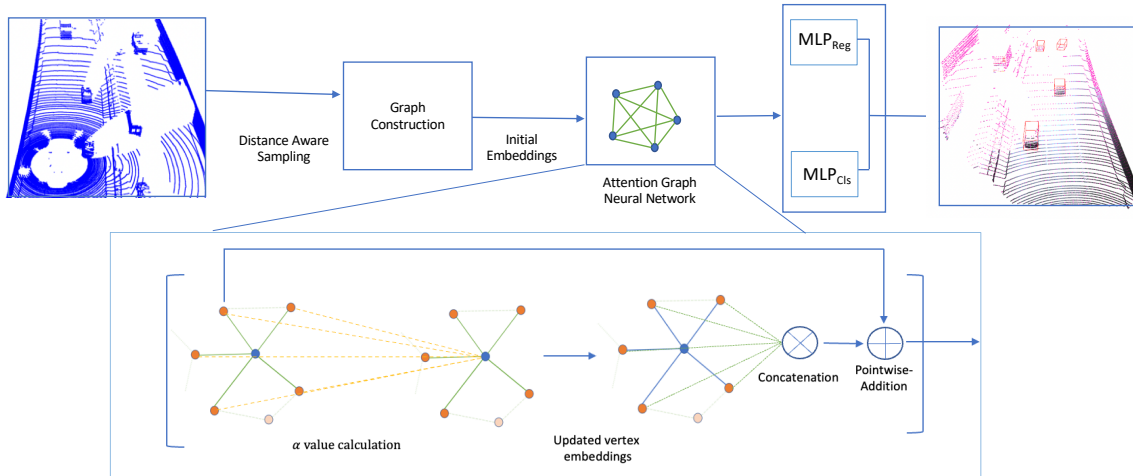 MLP_Reg
Graph
Construction
Distance Aware
Sampling
Initial
Embeddings
MLP_Cls
Attention Graph
Neural Network
Concatenation
Pointwise-
Addition
α value calculation
Updated vertex
embeddings